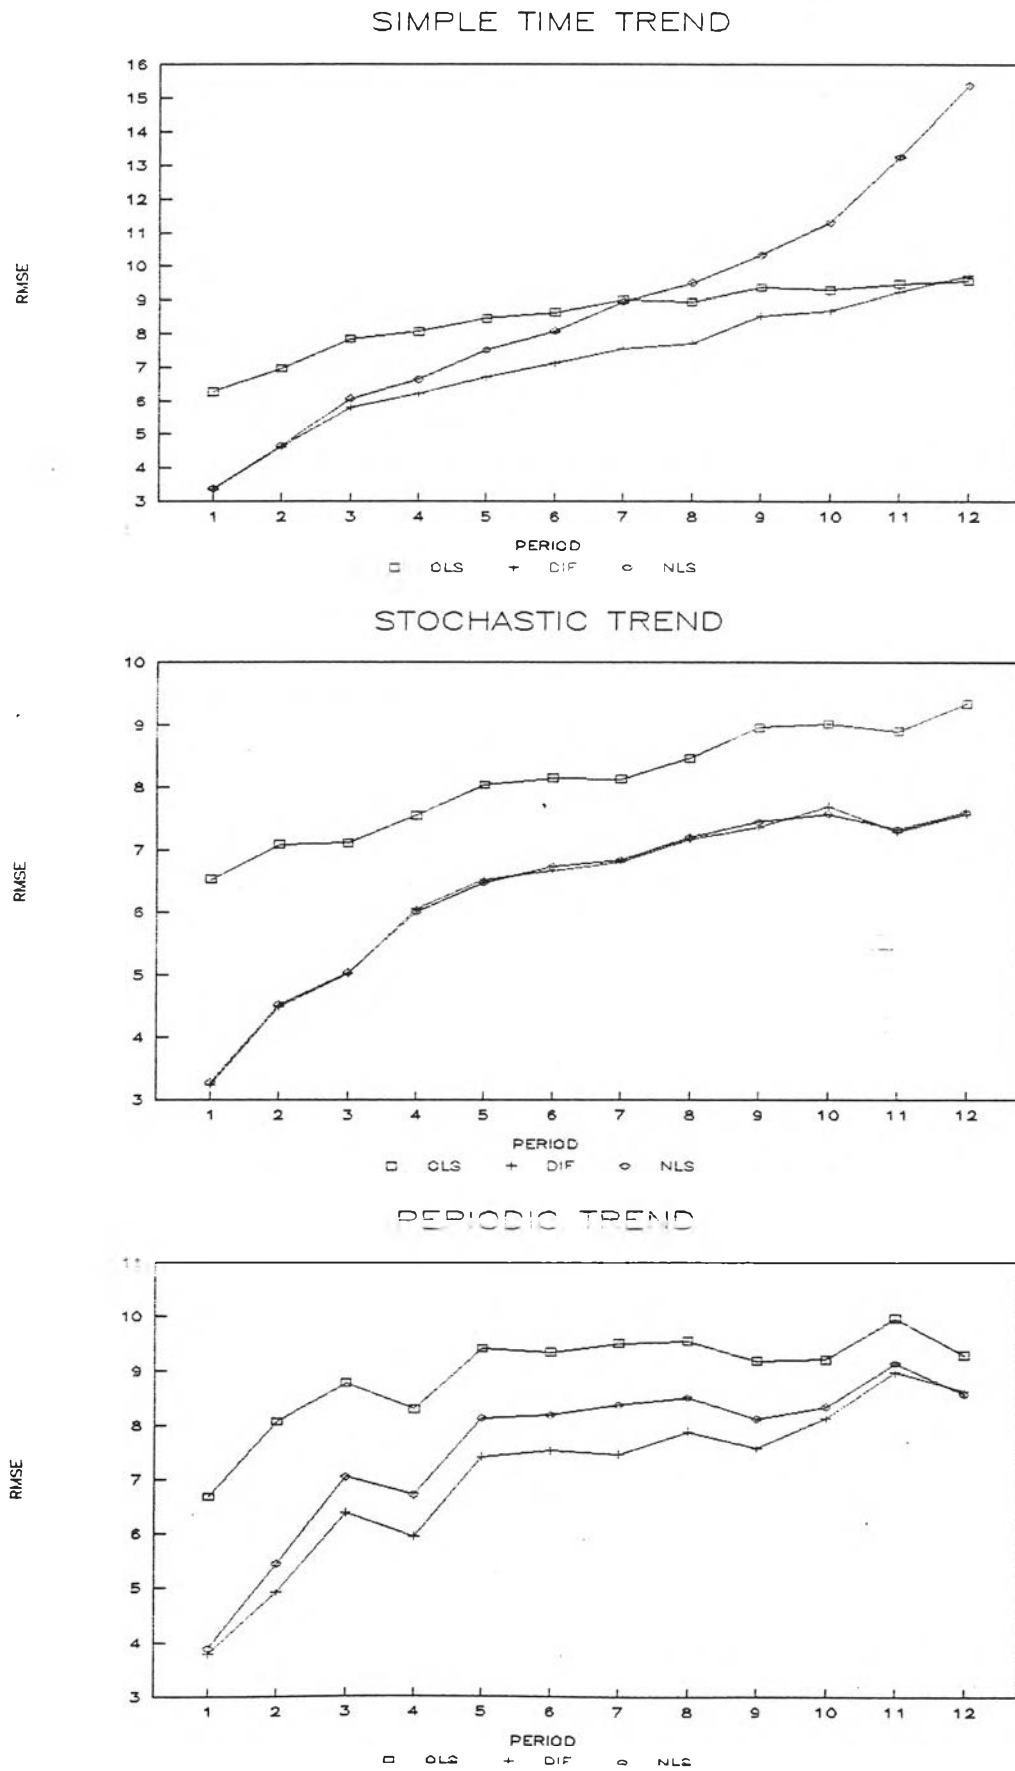 SIMPLE TIME TREND
16
15
14
13
12
11
10
9
8
7
6
5
4
3
RMSE
1 2 3 4 5 6 7 8 9 10 11 12
PERIOD
OLS + DIF NLS
STOCHASTIC TREND
10
9
8
7
6
5
4
3
RMSE
1 2 3 4 5 6 7 8 9 10 11 12
PERIOD
OLS + DIF NLS
PERIODIC TREND
11
10
9
8
7
6
5
4
3
RMSE
1 2 3 4 5 6 7 8 9 10 11 12
PERIOD
OLS + DIF NLS